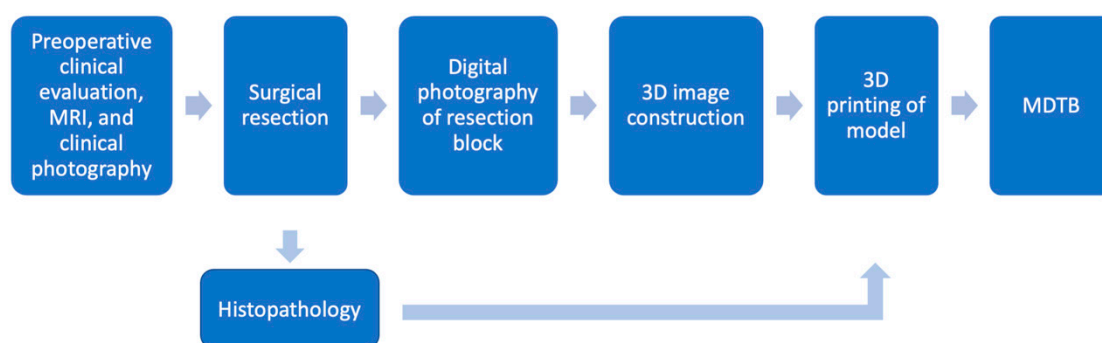 Preoperative
clinical
evaluation,
MRI, and
clinical
photography
Surgical
resection
Digital
photography
of resection
block
3D image
construction
3D
printing of
model
MDTB
Histopathology